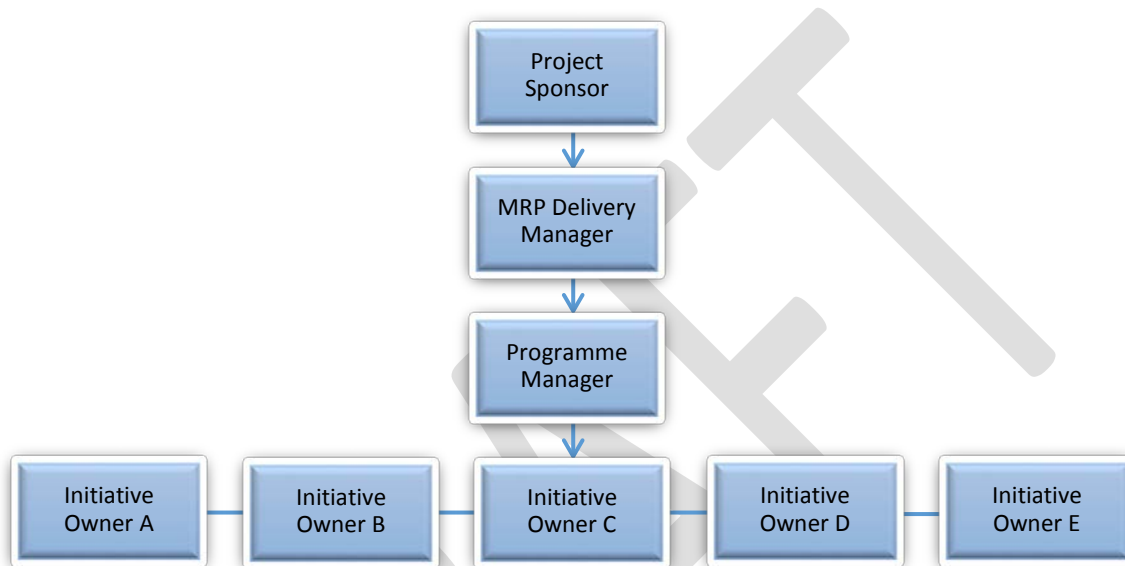 Project
Sponsor
MRP Delivery
Manager
Programme
Manager
Initiative
Owner A
Initiative
Owner B
Initiative
Owner C
Initiative
Owner D
Initiative
Owner E